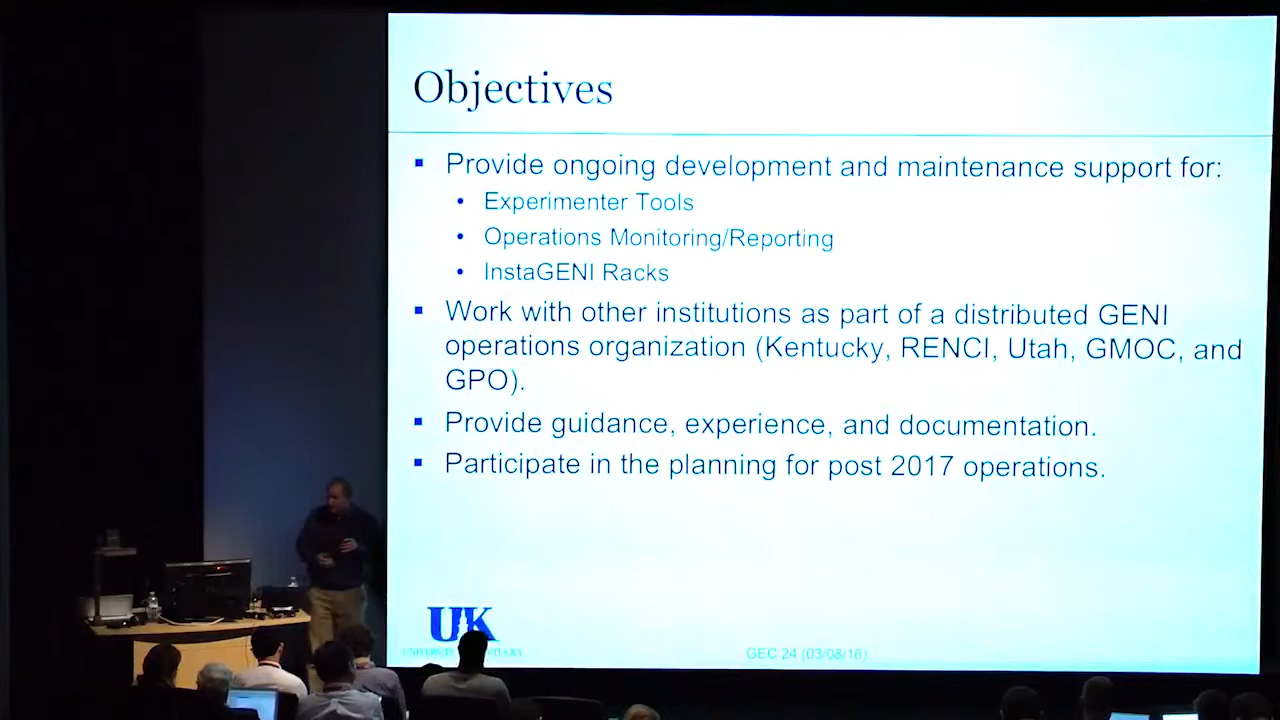 Objectives
▪ Provide ongoing development and maintenance support for:
• Experimenter Tools
• Operations Monitoring/Reporting
• InstaGENI Racks
▪ Work with other institutions as part of a distributed GENI
operations organization (Kentucky, RENCI, Utah, GMOC, and
GPO).
▪ Provide guidance, experience, and documentation.
▪ Participate in the planning for post 2017 operations.
UK
GEC 24 (03/08/16)